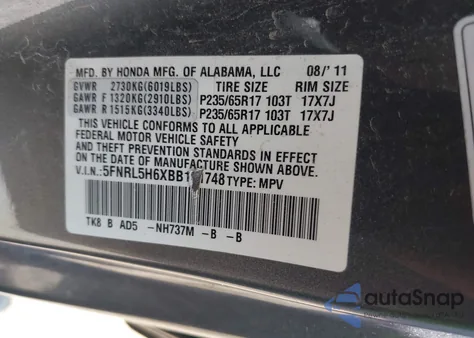 MFD. BY HONDA MFG. OF ALABAMA, LLC 08/'11
GVWR 2730KG(6019LBS) TIRE SIZE RIM SIZE
GAWR F 1320KG(2910LBS) P235/65R17 103T 17X7J
GAWR R 1515KG(3340LBS) P235/65R17 103T 17X7J
THIS VEHICLE CONFORMS TO ALL APPLICABLE
FEDERAL MOTOR VEHICLE SAFETY
AND THEFT PREVENTION STANDARDS IN EFFECT
ON THE DATE OF MANUFACTURE SHOWN ABOVE.
V.I.N.: TYPE: MPV
TK8 B AD5 -NH737M -B -B
autoSnap